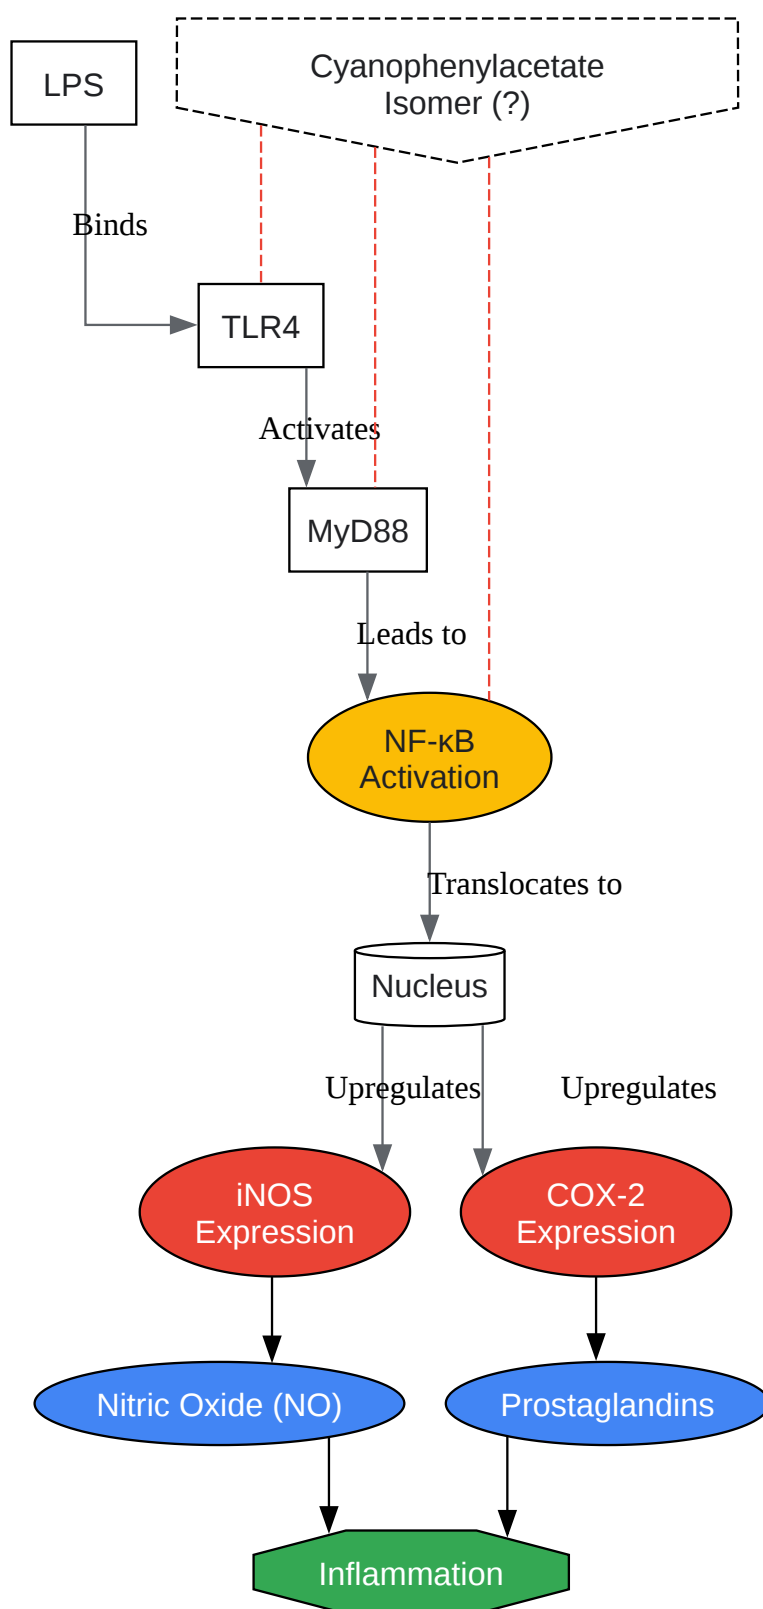 LPS
Cyanophenylacetate
Isomer (?)
Binds
TLR4
Activates
MyD88
Leads to
NF-κB
Activation
Translocates to
Nucleus
Upregulates
Upregulates
iNOS
Expression
COX-2
Expression
Nitric Oxide (NO)
Prostaglandins
Inflammation